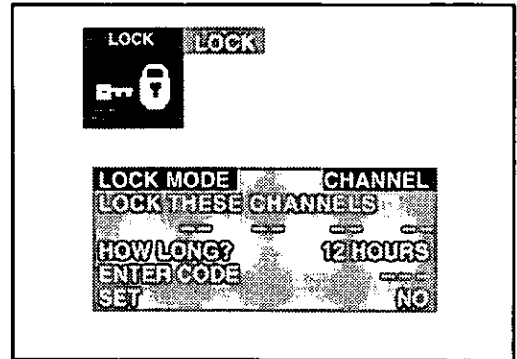 LOCK LOCK
LOCK MODE CHANNEL
LOCK THESE CHANNELS
-- -- -- --
HOW LONG? 12 HOURS
ENTER CODE ---
SET NO